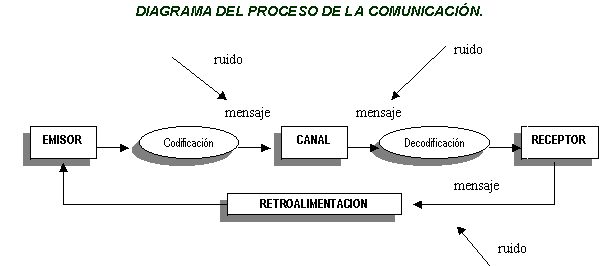 DIAGRAMA DEL PROCESO DE LA COMUNICACIÓN.
ruido
ruido
mensaje
mensaje
EMISOR
Codificación
CANAL
Decodificación
RECEPTOR
mensaje
RETROALIMENTACION
ruido